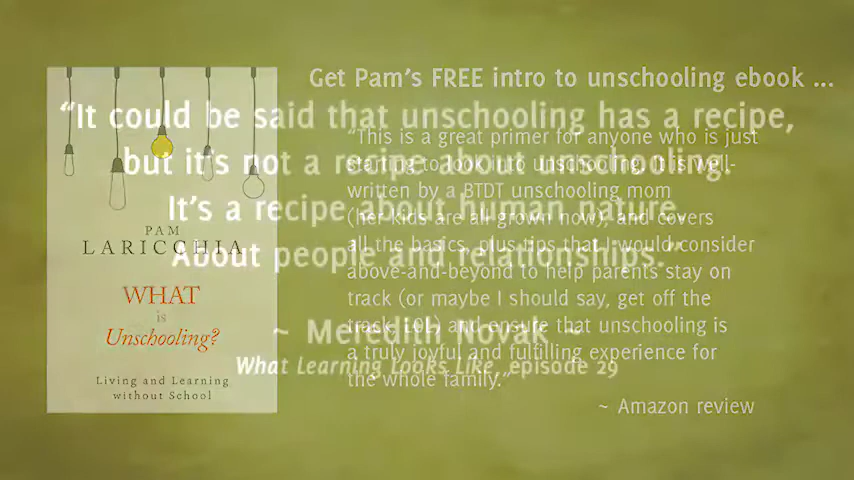 Get Pam's FREE intro to unschooling ebook ...
"It could be said that unschooling has a recipe,
but it's not a recipe about unschooling.
It's a recipe about human nature.
About people and relationships."
~ Meredith Novak ~
What Learning Looks Like, episode 29
PAM
LARICCHIA
WHAT
is
Unschooling?
Living and Learning
without School
"This is a great primer for anyone who is just
starting to look into unschooling. It is well-
written by a BTDT unschooling mom
(her kids are all grown now), and covers
all the basics, plus tips that I would consider
above-and-beyond to help parents stay on
track (or maybe I should say, get off the
track, LOL) and ensure that unschooling is
a truly joyful and fulfilling experience for
the whole family."
~ Amazon review